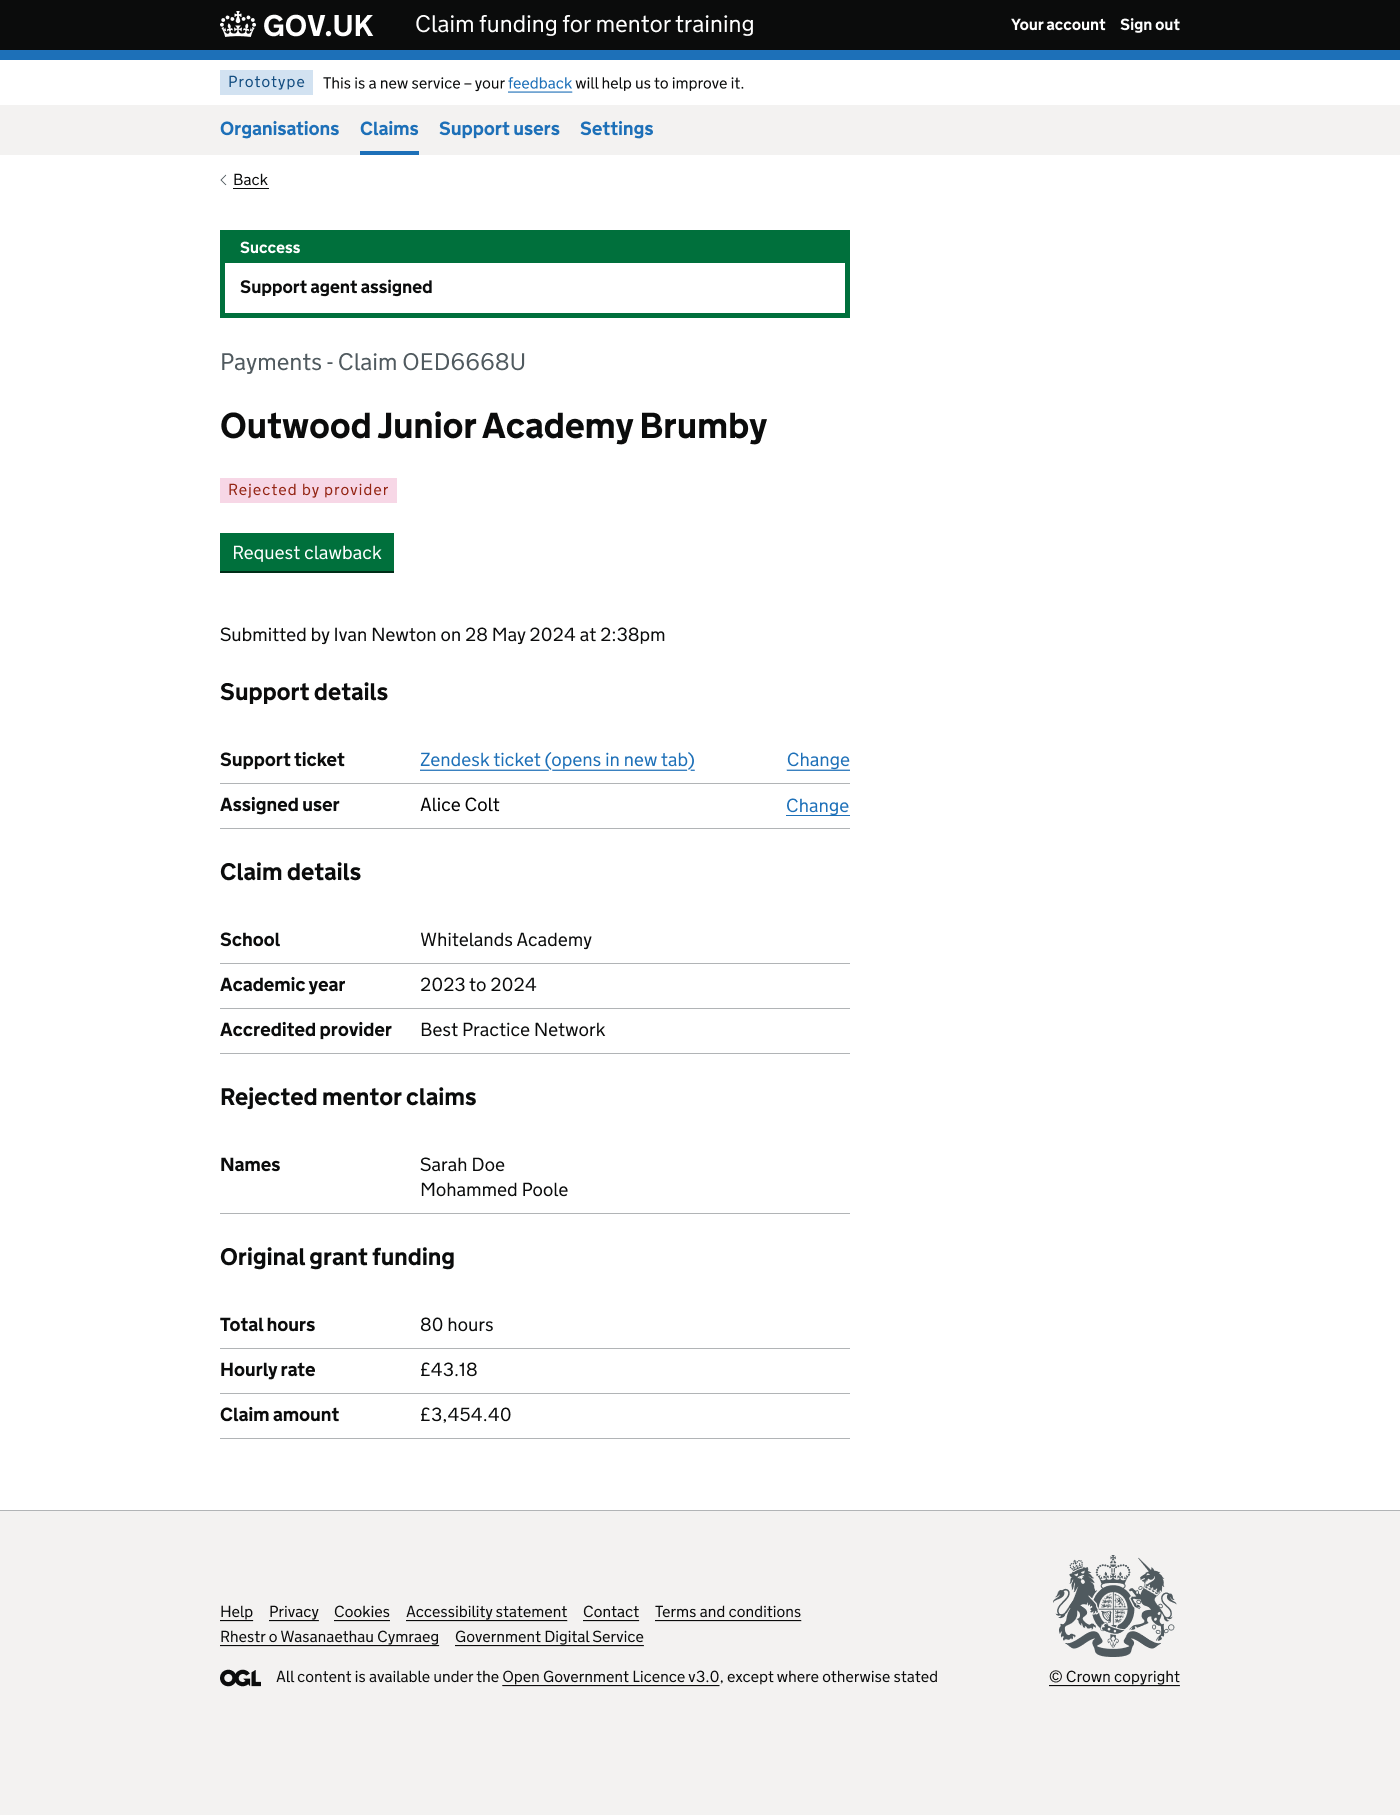 GOV.UK Claim funding for mentor training Your account Sign out
Prototype This is a new service – your feedback will help us to improve it.
Organisations Claims Support users Settings
Back
Success
Support agent assigned
Payments - Claim OED6668U
Outwood Junior Academy Brumby
Rejected by provider
Request clawback
Submitted by Ivan Newton on 28 May 2024 at 2:38pm
Support details
Support ticket Zendesk ticket (opens in new tab) Change
Assigned user Alice Colt Change
Claim details
School Whitelands Academy
Academic year 2023 to 2024
Accredited provider Best Practice Network
Rejected mentor claims
Names Sarah Doe
Mohammed Poole
Original grant funding
Total hours 80 hours
Hourly rate £43.18
Claim amount £3,454.40
Help Privacy Cookies Accessibility statement Contact Terms and conditions
Rhestr o Wasanaethau Cymraeg Government Digital Service
OGL All content is available under the Open Government Licence v3.0, except where otherwise stated
© Crown copyright